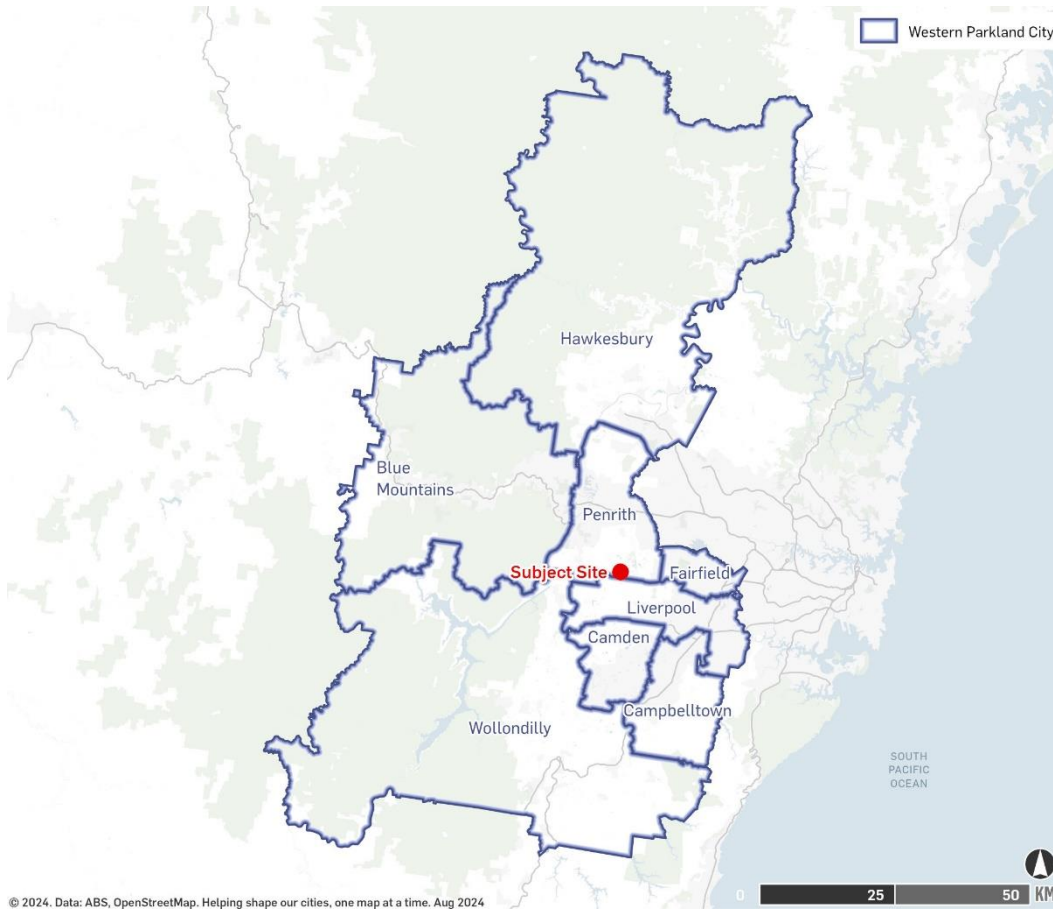 Western Parkland City
Hawkesbury
Blue
Mountains
Penrith
Subject Site
Fairfield
Liverpool
Camden
Campbelltown
Wollondilly
SOUTH
PACIFIC
OCEAN
0 25 50 KM
© 2024. Data: ABS, OpenStreetMap. Helping shape our cities, one map at a time. Aug 2024